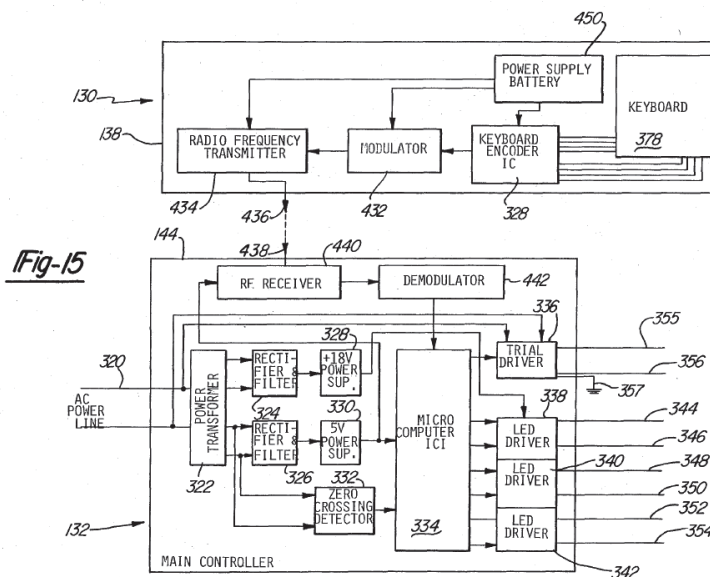 450
POWER SUPPLY
BATTERY
KEYBOARD
378
130
138
RADIO FREQUENCY
TRANSMITTER
434
MODULATOR
432
KEYBOARD
ENCODER
IC
328
436
438
144
Fig-15
440
RF RECEIVER
DEMODULATOR
442
336
355
TRIAL
DRIVER
356
357
320
AC
POWER
LINE
POWER
TRANSFORMER
322
RECTI-
FIER &
FILTER
324
328
+18V
POWER
SUP.
RECTI-
FIER &
FILTER
326
330
5V
POWER
SUP.
332
ZERO
CROSSING
DETECTOR
MICRO
COMPUTER
ICI
334
338
LED
DRIVER
344
346
LED
DRIVER
340
348
350
LED
DRIVER
352
354
342
132
MAIN CONTROLLER